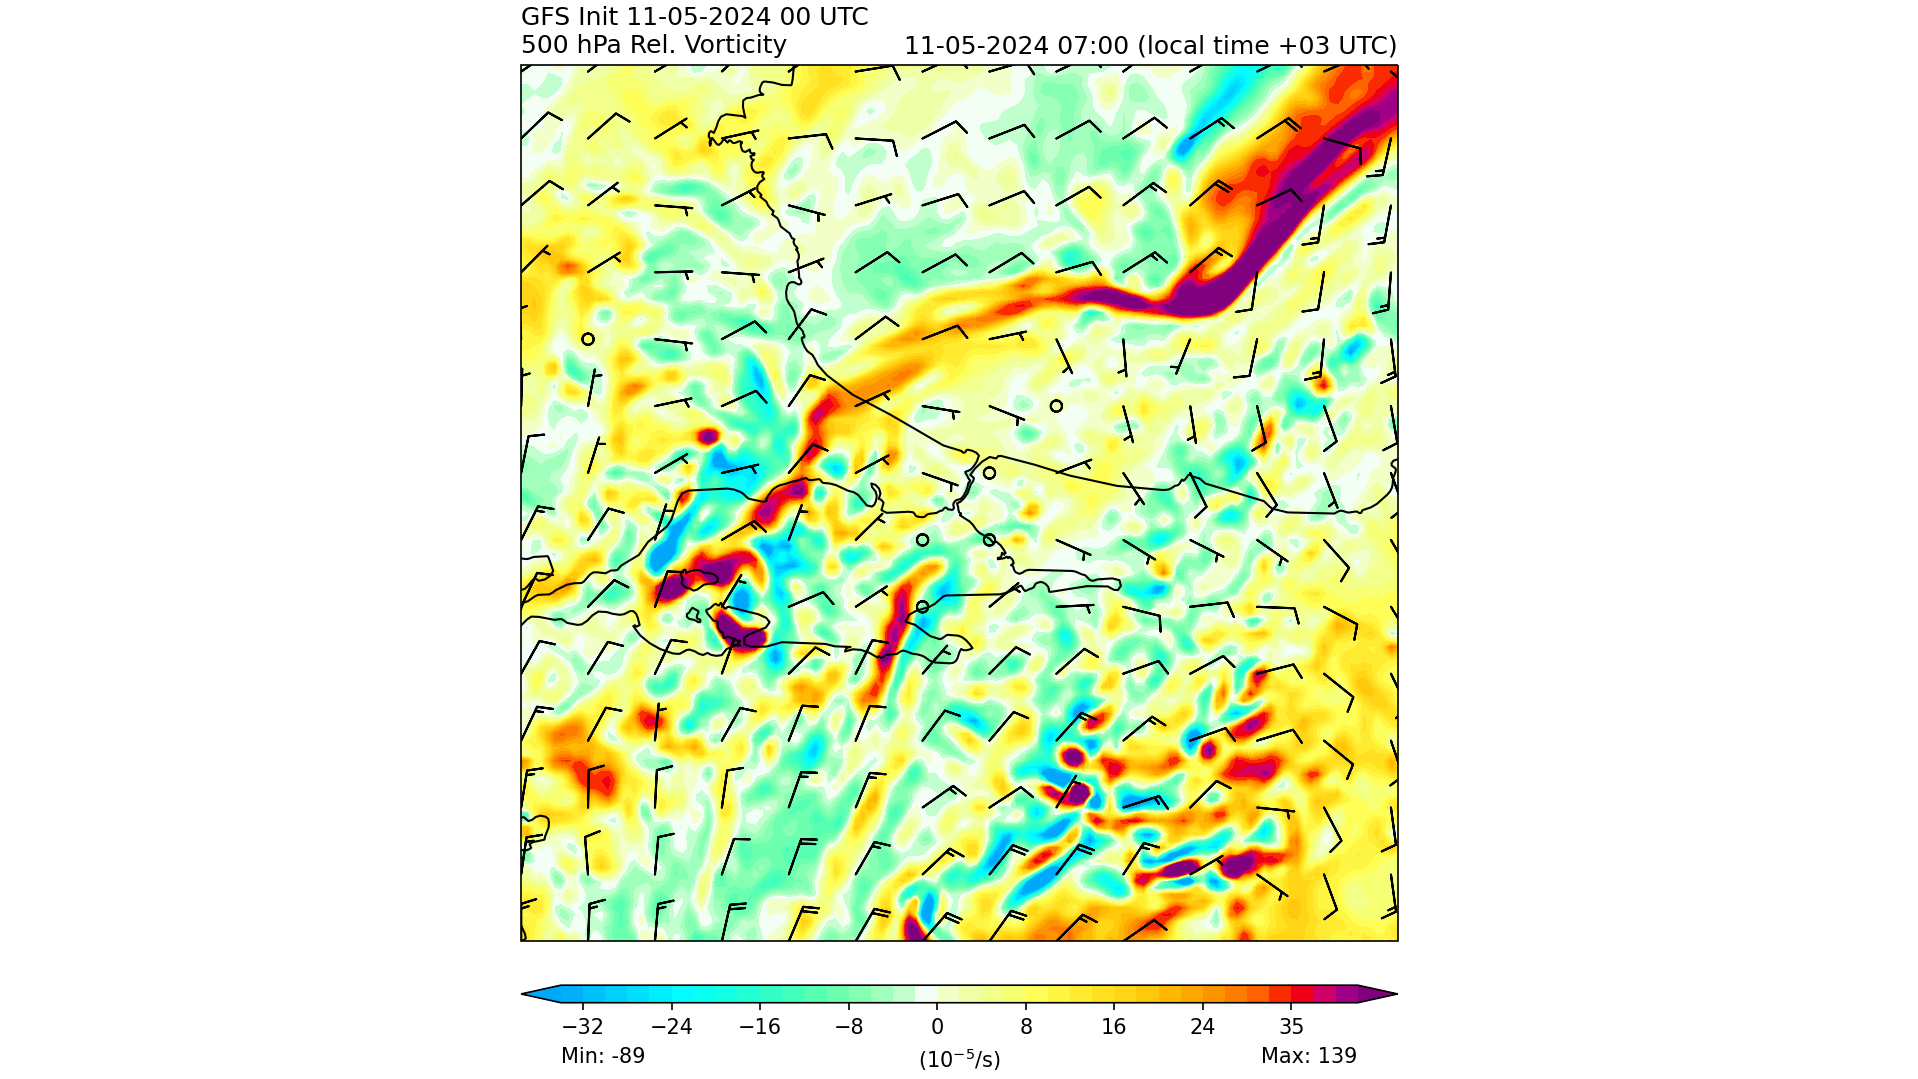 GFS Init 11-05-2024 00 UTC
500 hPa Rel. Vorticity
11-05-2024 07:00 (local time +03 UTC)
−32 −24 −16 −8 0 8 16 24 35
Min: -89
(10⁻⁵/s)
Max: 139